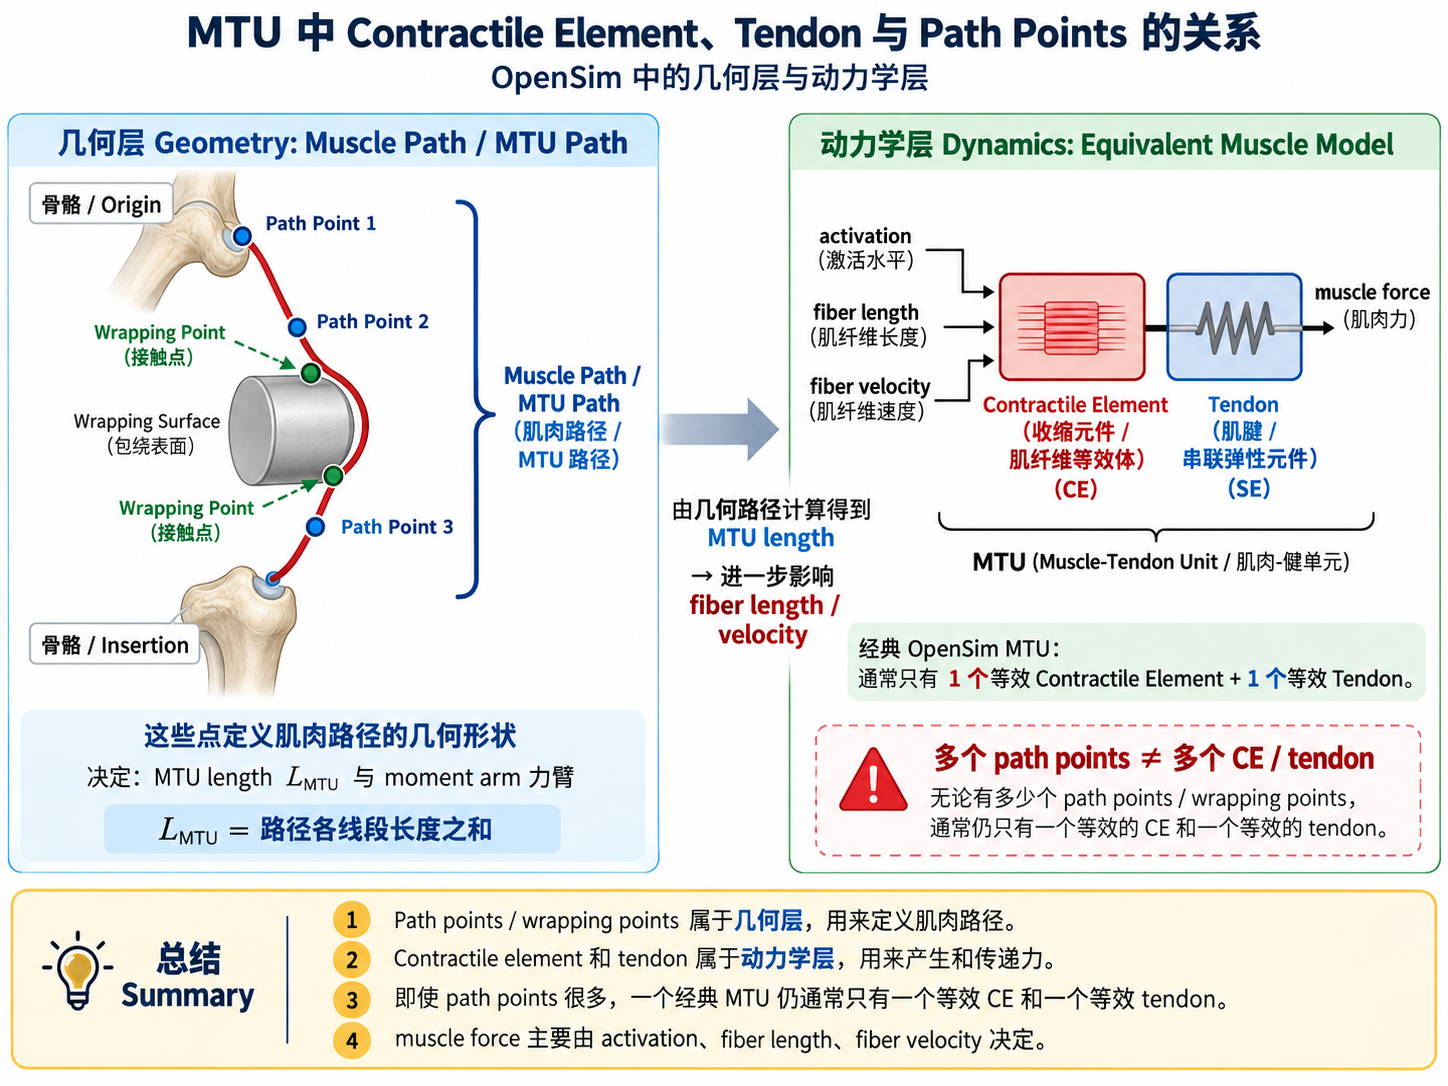 MTU 中 Contractile Element、Tendon 与 Path Points 的关系
OpenSim 中的几何层与动力学层
几何层 Geometry: Muscle Path / MTU Path
骨骼 / Origin
Path Point 1
Path Point 2
Wrapping Point
(接触点)
Wrapping Surface
(包绕表面)
Wrapping Point
(接触点)
Path Point 3
骨骼 / Insertion
Muscle Path /
MTU Path
(肌肉路径 /
MTU 路径)
这些点定义肌肉路径的几何形状
决定：MTU length L_MTU 与 moment arm 力臂
L_MTU = 路径各线段长度之和
由几何路径计算得到
MTU length
→ 进一步影响
fiber length /
velocity
动力学层 Dynamics: Equivalent Muscle Model
activation
(激活水平)
fiber length
(肌纤维长度)
fiber velocity
(肌纤维速度)
muscle force
(肌肉力)
Contractile Element
(收缩元件 /
肌纤维等效体)
(CE)
Tendon
(肌腱 /
串联弹性元件)
(SE)
MTU (Muscle-Tendon Unit / 肌肉-健单元)
经典 OpenSim MTU：
通常只有 1 个等效 Contractile Element + 1 个等效 Tendon。
!
多个 path points ≠ 多个 CE / tendon
无论有多少个 path points / wrapping points，
通常仍只有一个等效的 CE 和一个等效的 tendon。
总结
Summary
1 Path points / wrapping points 属于几何层，用来定义肌肉路径。
2 Contractile element 和 tendon 属于动力学层，用来产生和传递力。
3 即使 path points 很多，一个经典 MTU 仍通常只有一个等效 CE 和一个等效 tendon。
4 muscle force 主要由 activation、fiber length、fiber velocity 决定。